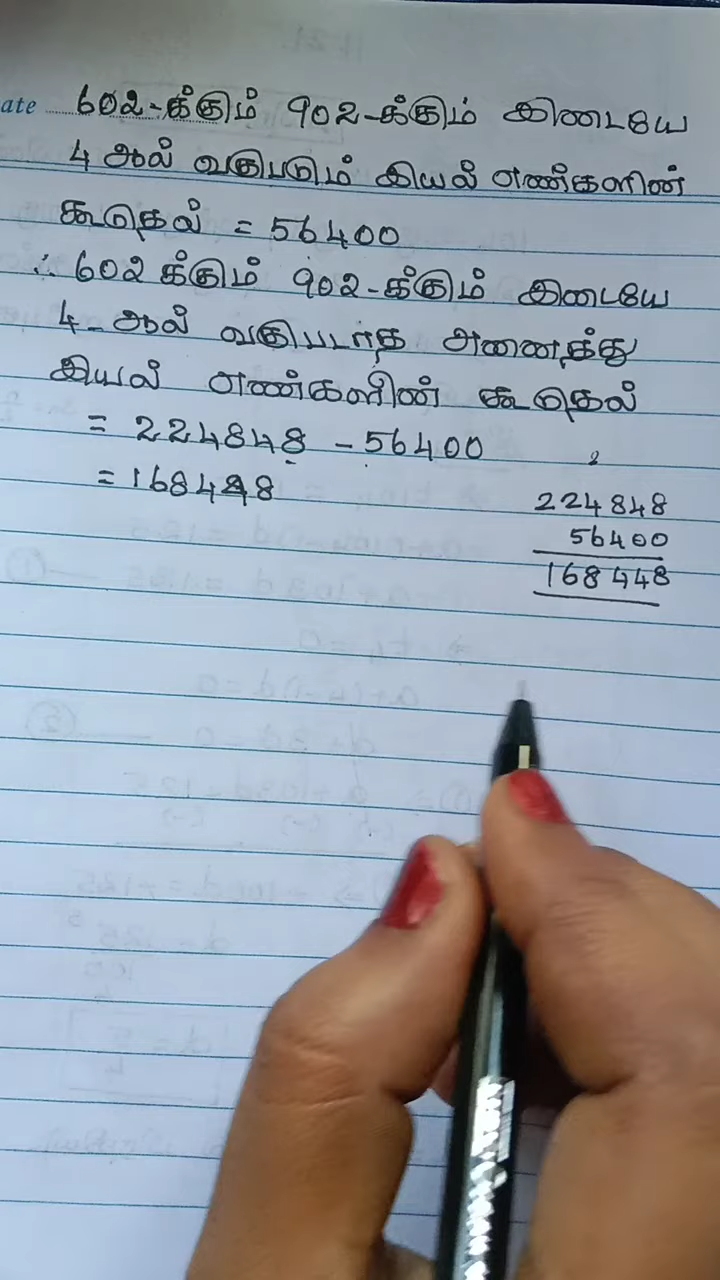 ate 602-க்கும் 902-க்கும் இடையே
4 ஆல் வகுபடும் இயல் எண்களின்
கூடுதல் = 56400
∴ 602 க்கும் 902-க்கும் இடையே
4-ஆல் வகுபடாத அனைத்து
இயல் எண்களின் கூடுதல்
= 224848 - 56400
= 168448
224848
56400
168448